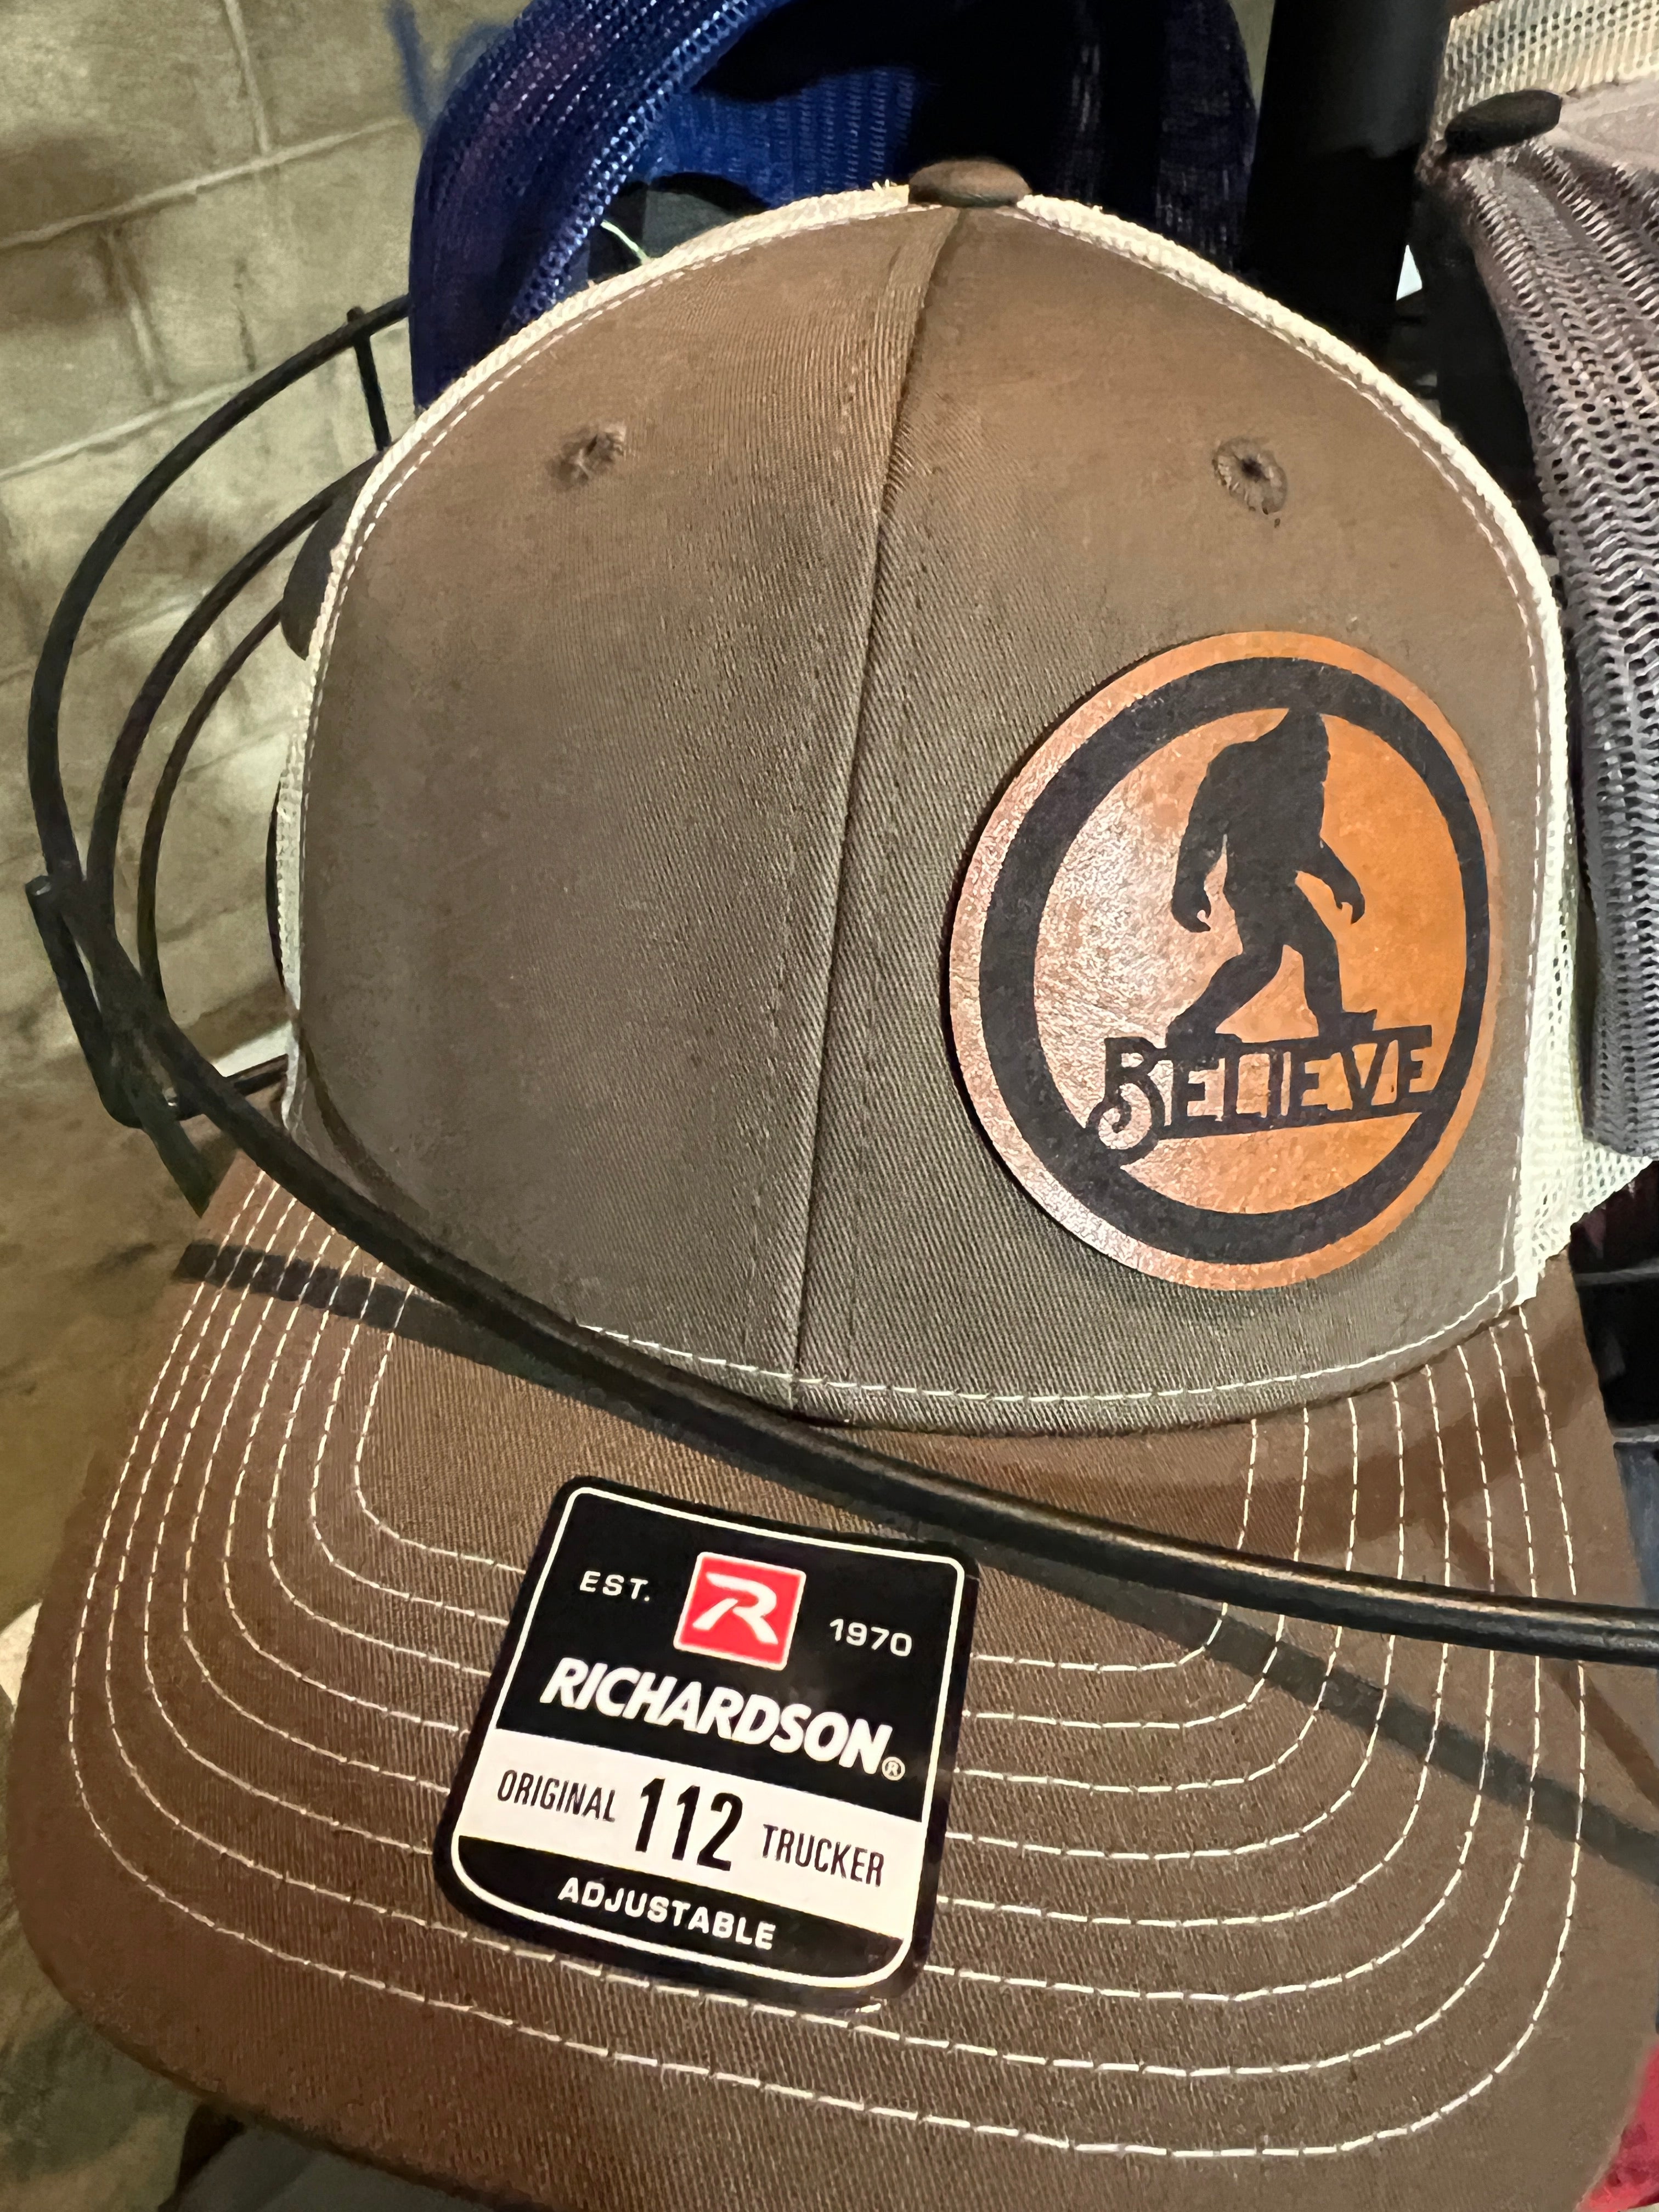 BELIEVE
EST. R 1970
RICHARDSON®
ORIGINAL 112 TRUCKER
ADJUSTABLE